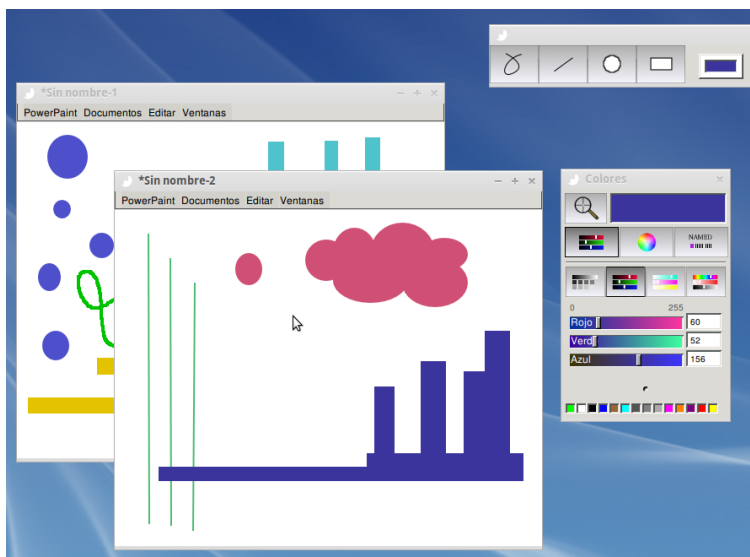 *Sin nombre-1
PowerPaint Documentos Editar Ventanas
*Sin nombre-2
PowerPaint Documentos Editar Ventanas
Colores
NAMED
0 255
Rojo 60
Verd 52
Azul 156